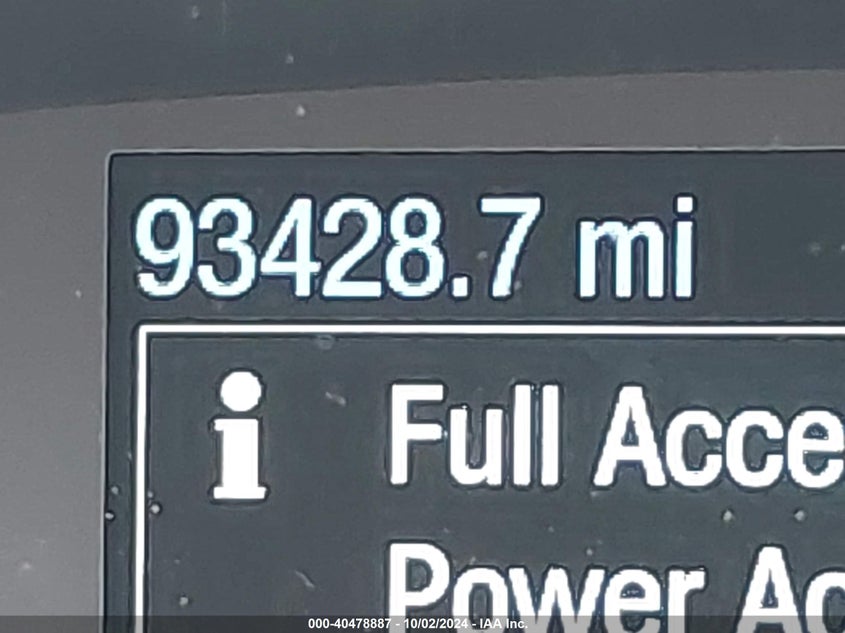 93428.7 mi
i
Full Acce
Power Ac
000-40478887 - 10/02/2024 - IAA Inc.